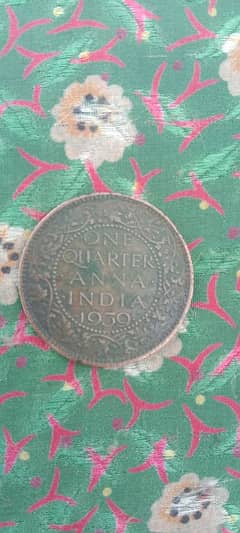 ONE
QUARTER
ANNA
INDIA
1939